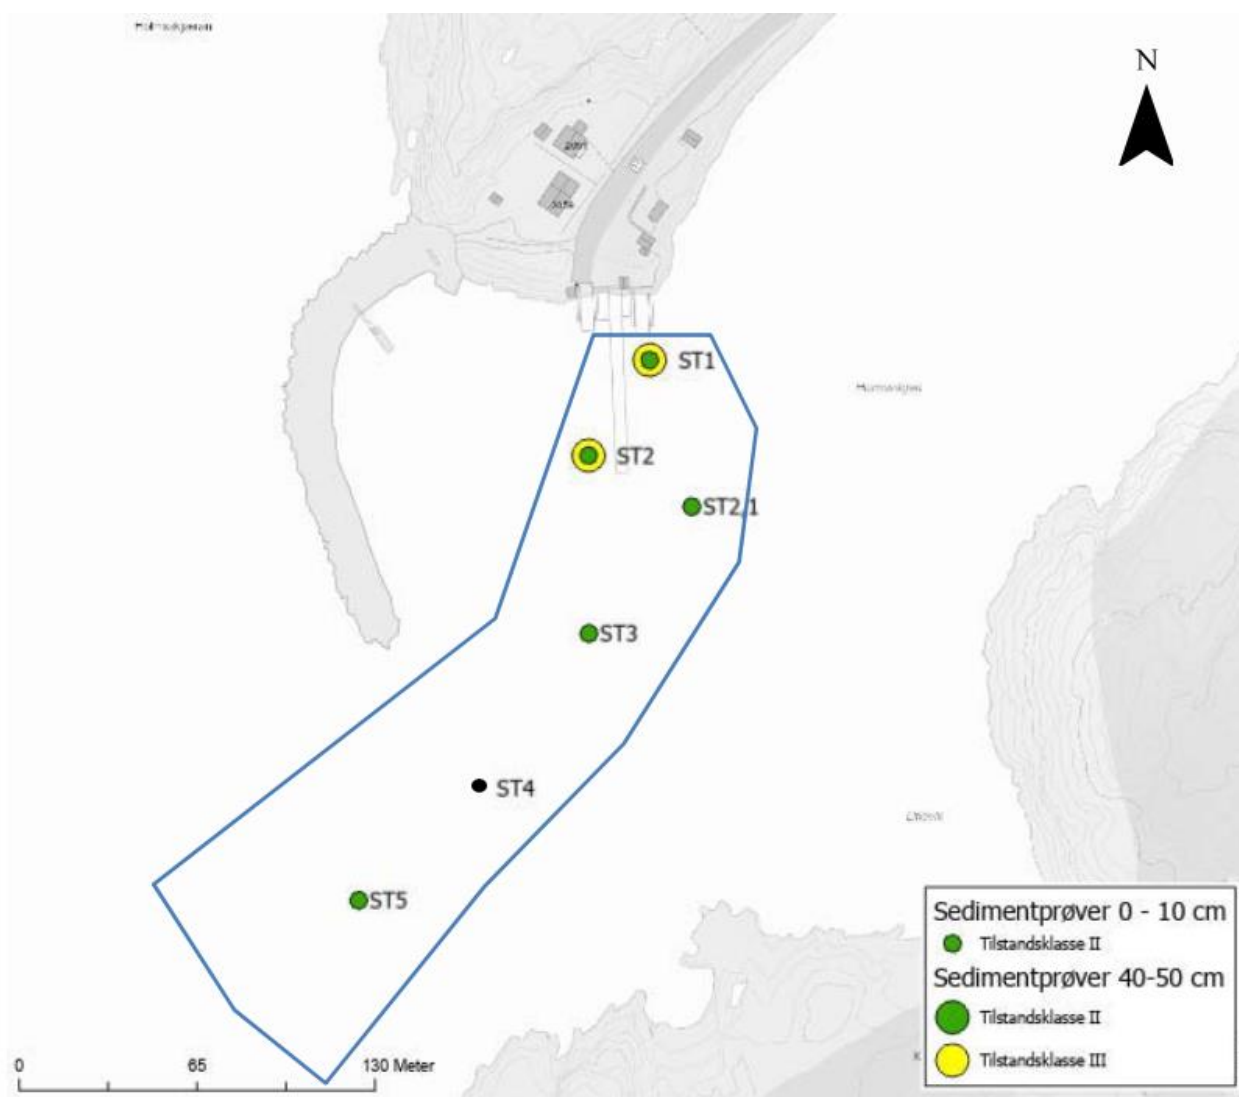 N
ST1
ST2
ST2,1
ST3
ST4
ST5
Sedimentprøver 0 - 10 cm
Tilstandsklasse II
Sedimentprøver 40-50 cm
Tilstandsklasse II
Tilstandsklasse III
0 65 130 Meter